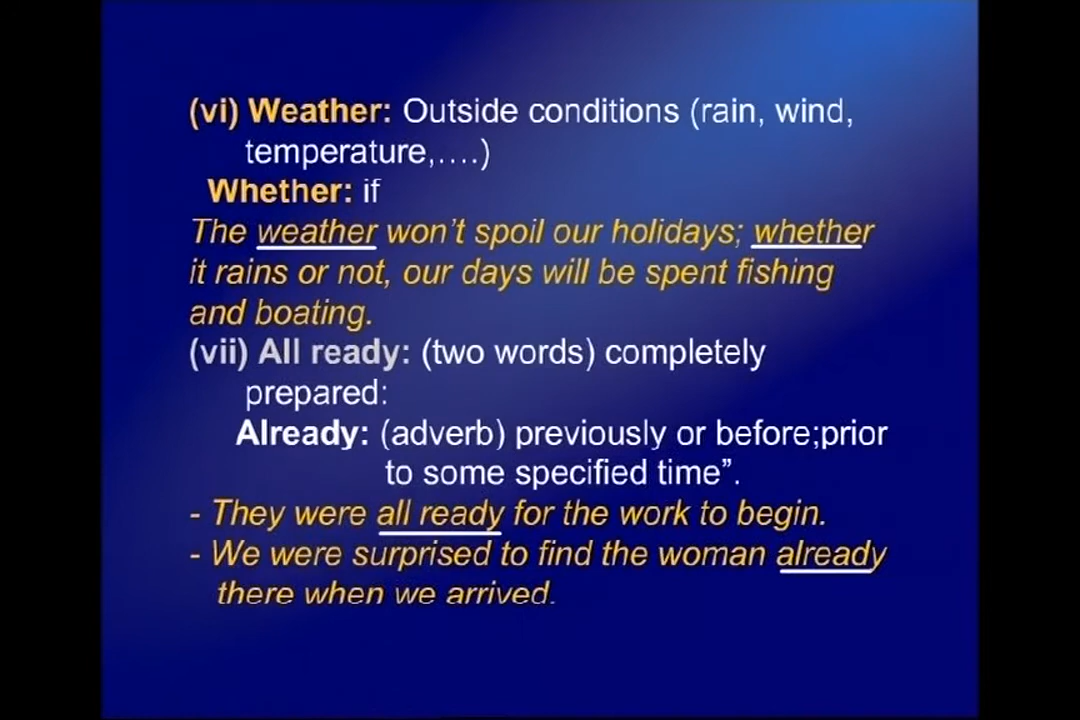 (vi) Weather: Outside conditions (rain, wind,
temperature,….)
Whether: if
The weather won't spoil our holidays; whether
it rains or not, our days will be spent fishing
and boating.
(vii) All ready: (two words) completely
prepared:
Already: (adverb) previously or before;prior
to some specified time”.
- They were all ready for the work to begin.
- We were surprised to find the woman already
there when we arrived.